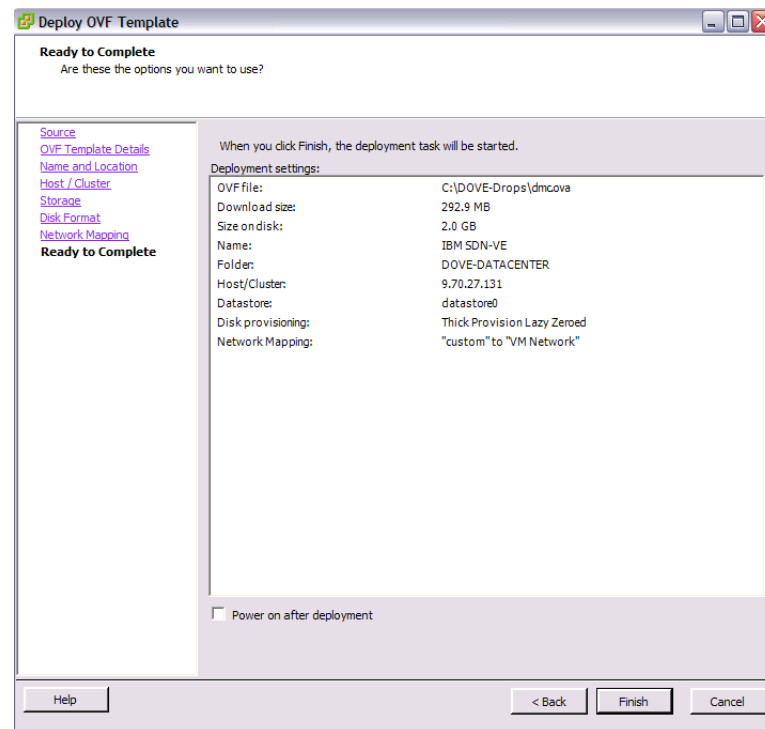 Deploy OVF Template
Ready to Complete
Are these the options you want to use?
Source
OVF Template Details
Name and Location
Host / Cluster
Storage
Disk Format
Network Mapping
Ready to Complete
When you click Finish, the deployment task will be started.
Deployment settings:
OVF file: C:\DOVE-Drops\dmc.ova
Download size: 292.9 MB
Size on disk: 2.0 GB
Name: IBM SDN-VE
Folder: DOVE-DATACENTER
Host/Cluster: 9.70.27.131
Datastore: datastore0
Disk provisioning: Thick Provision Lazy Zeroed
Network Mapping: "custom" to "VM Network"
Power on after deployment
Help < Back Finish Cancel